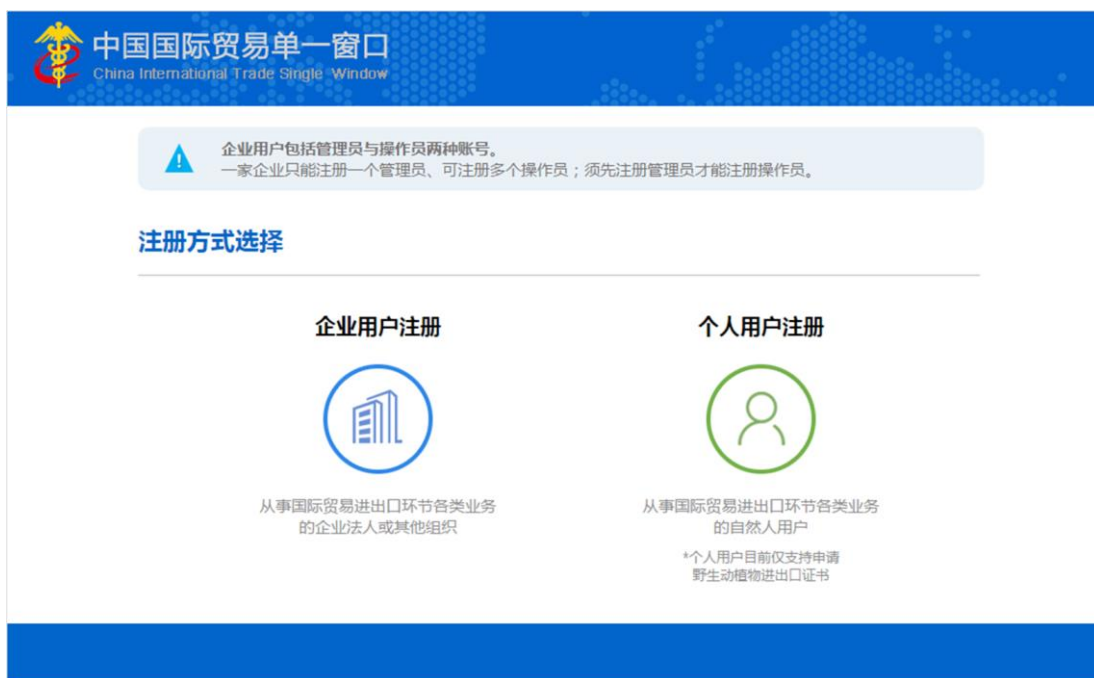 中国国际贸易单一窗口
China International Trade Single Window
企业用户包括管理员与操作员两种账号。
一家企业只能注册一个管理员、可注册多个操作员；须先注册管理员才能注册操作员。
注册方式选择
企业用户注册
从事国际贸易进出口环节各类业务
的企业法人或其他组织
个人用户注册
从事国际贸易进出口环节各类业务
的自然人用户
*个人用户目前仅支持申请
野生动植物进出口证书